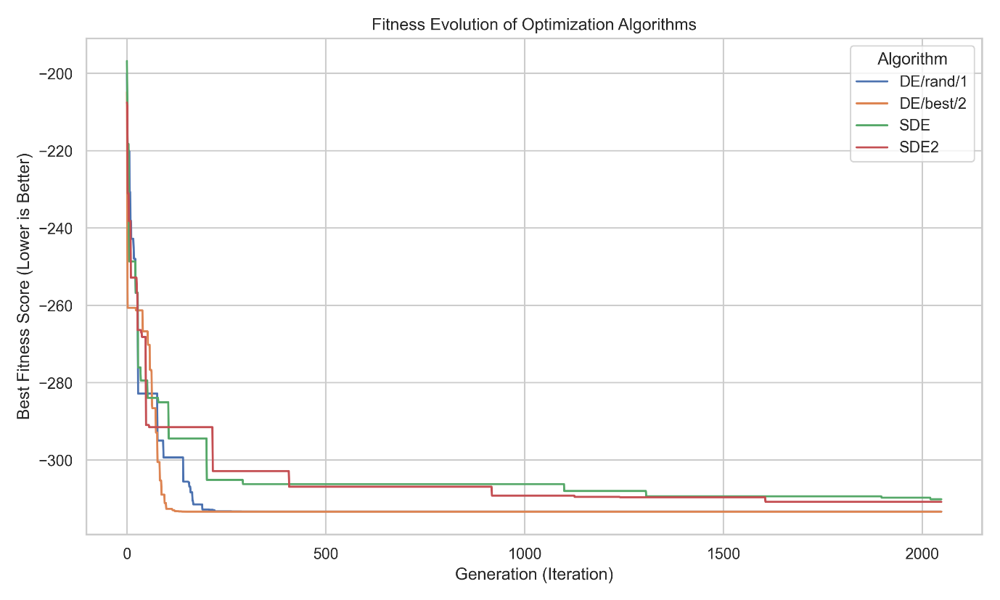 Fitness Evolution of Optimization Algorithms
Best Fitness Score (Lower is Better)
−200
−220
−240
−260
−280
−300
Algorithm
DE/rand/1
DE/best/2
SDE
SDE2
0
500
1000
1500
2000
Generation (Iteration)